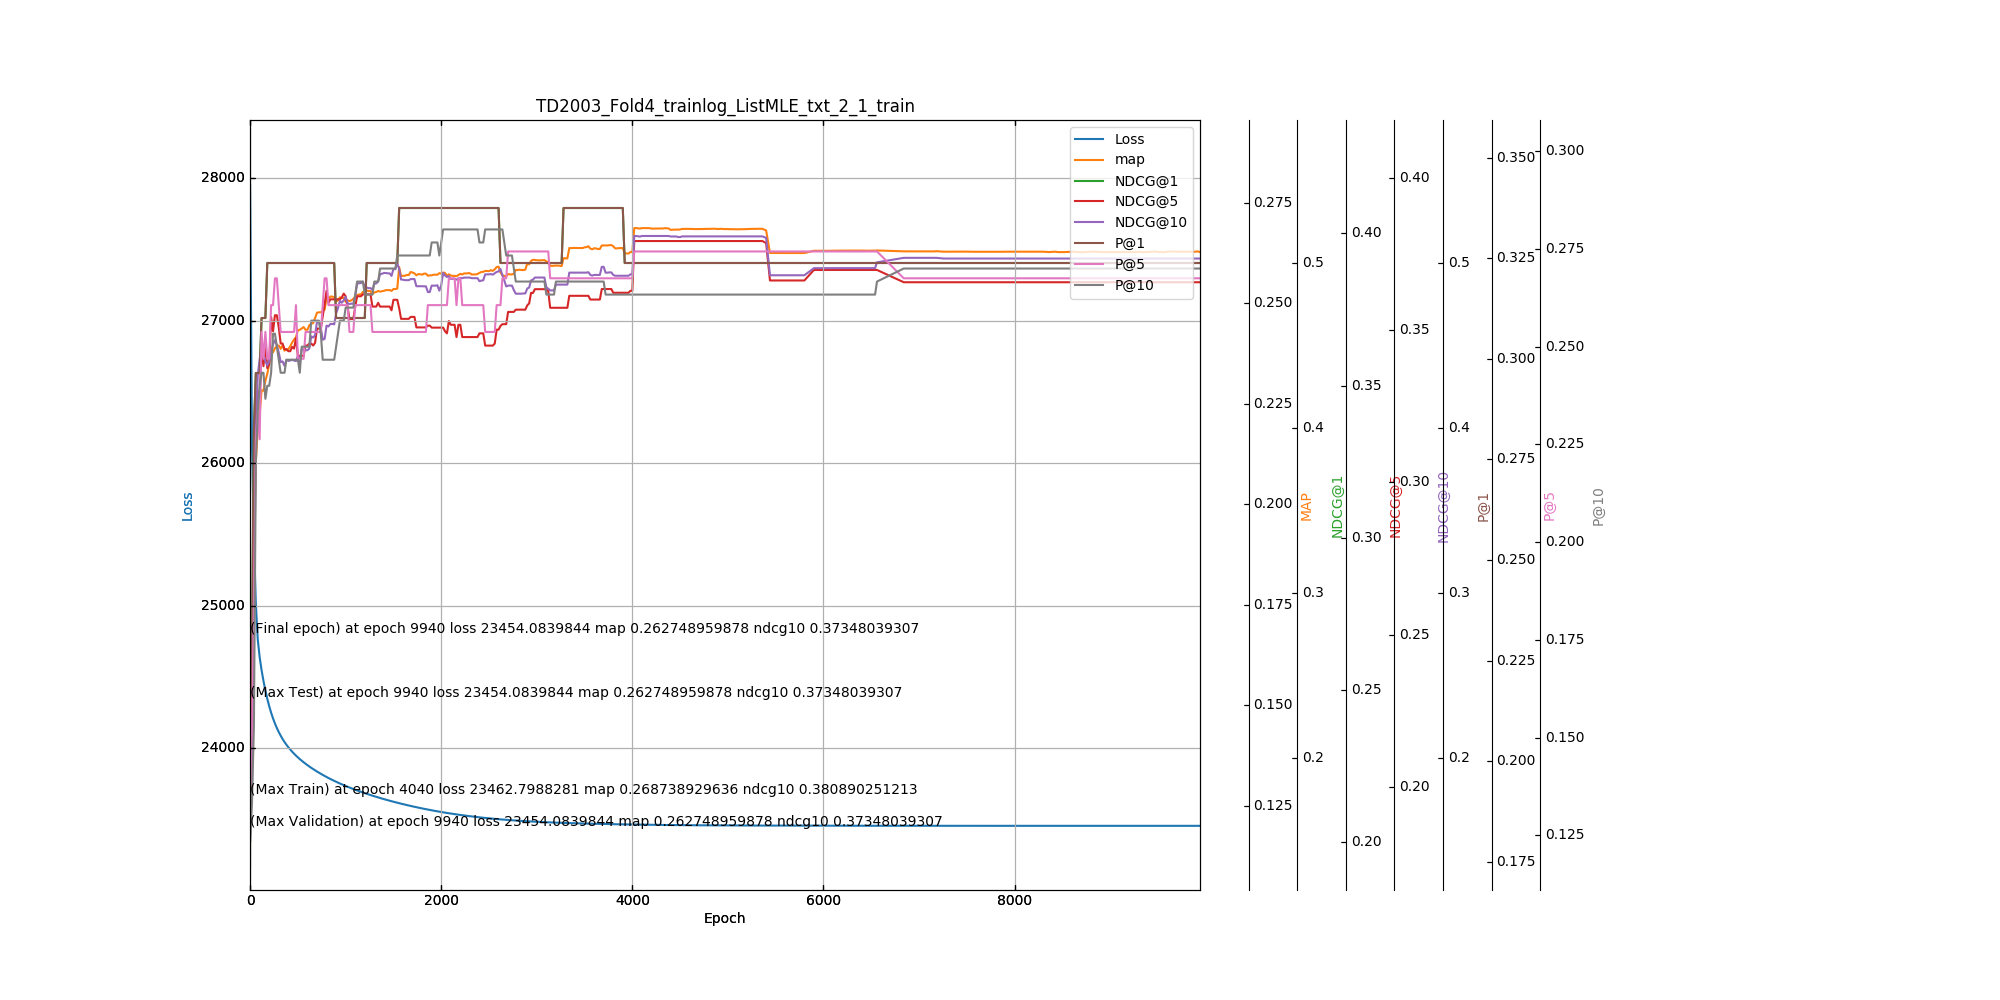 TD2003_Fold4_trainlog_ListMLE_txt_2_1_train
Loss
map
NDCG@1
NDCG@5
NDCG@10
P@1
P@5
P@10
28000
27000
26000
25000
24000
Loss
(Final epoch) at epoch 9940 loss 23454.0839844 map 0.262748959878 ndcg10 0.37348039307
(Max Test) at epoch 9940 loss 23454.0839844 map 0.262748959878 ndcg10 0.37348039307
(Max Train) at epoch 4040 loss 23462.7988281 map 0.268738929636 ndcg10 0.380890251213
(Max Validation) at epoch 9940 loss 23454.0839844 map 0.262748959878 ndcg10 0.37348039307
0 2000 4000 6000 8000
Epoch
0.275
0.250
0.225
0.200
0.175
0.150
0.125
MAP
0.5
0.4
0.3
0.2
NDCG@1
0.40
0.35
0.30
0.25
0.20
NDCG@5
0.40
0.35
0.30
0.25
0.20
NDCG@10
0.5
0.4
0.3
0.2
P@1
0.350
0.325
0.300
0.275
0.250
0.225
0.200
0.175
P@5
0.300
0.275
0.250
0.225
0.200
0.175
0.150
0.125
P@10